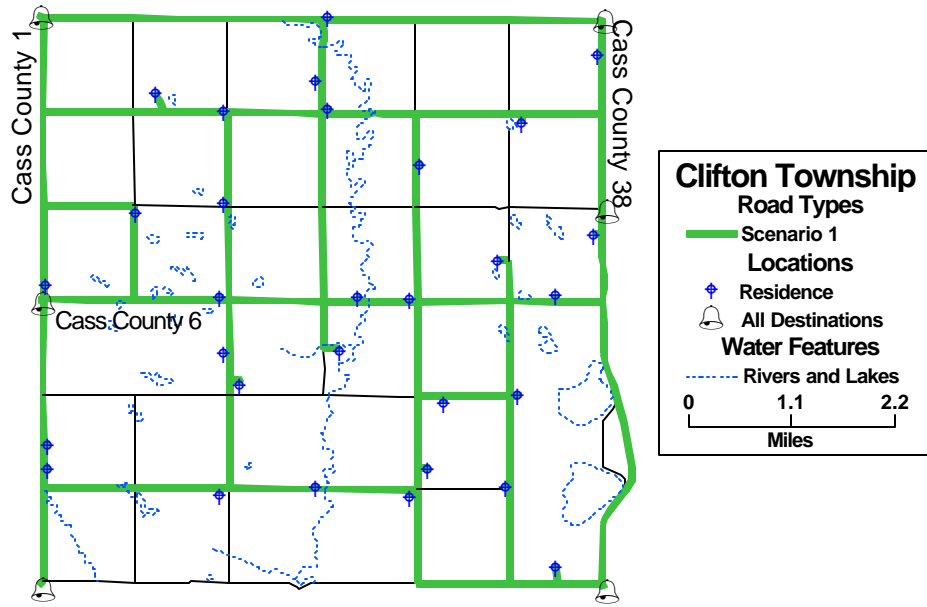 Cass County 1
Cass County 38
Cass County 6
Clifton Township
Road Types
Scenario 1
Locations
Residence
All Destinations
Water Features
Rivers and Lakes
0 1.1 2.2
Miles